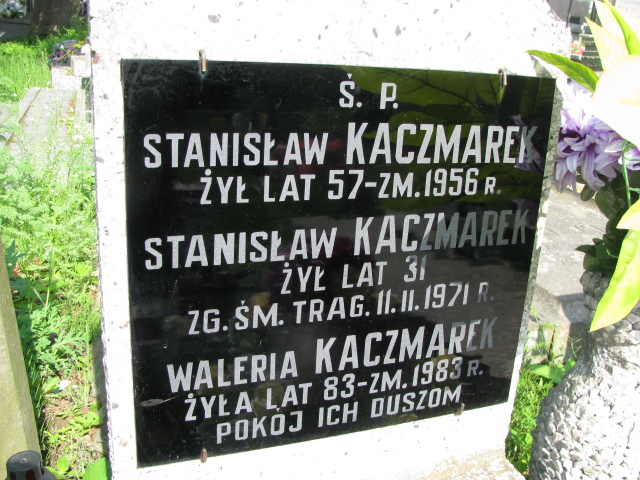 Ś. P.
STANISŁAW KACZMAREK
ŻYŁ LAT 57-ZM. 1956 R.
STANISŁAW KACZMAREK
ŻYŁ LAT 31
ZG. ŚM. TRAG. 11. II. 1971 R.
WALERIA KACZMAREK
ŻYŁA LAT 83-ZM. 1983 R.
POKÓJ ICH DUSZOM